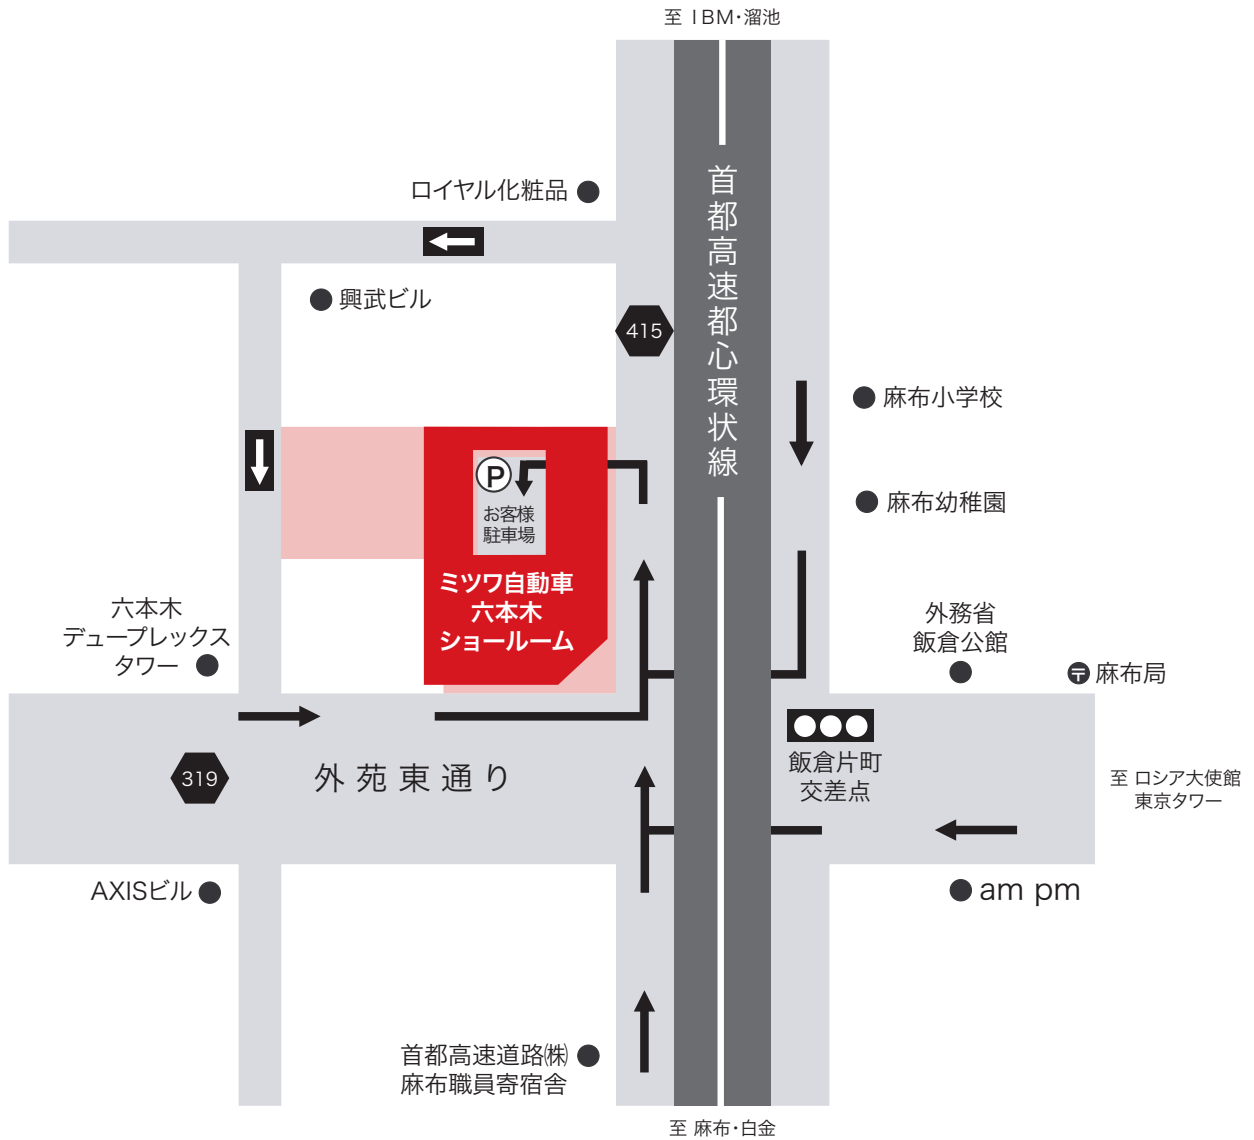 至 IBM・溜池
ロイヤル化粧品
首都高速都心環状線
興武ビル
415
麻布小学校
P
お客様
駐車場
麻布幼稚園
ミツワ自動車
六本木
ショールーム
六本木
デュープレックス
タワー
外務省
飯倉公館
〒麻布局
319
外苑東通り
飯倉片町
交差点
至 ロシア大使館
東京タワー
AXISビル
am pm
首都高速道路㈱
麻布職員寄宿舎
至 麻布・白金